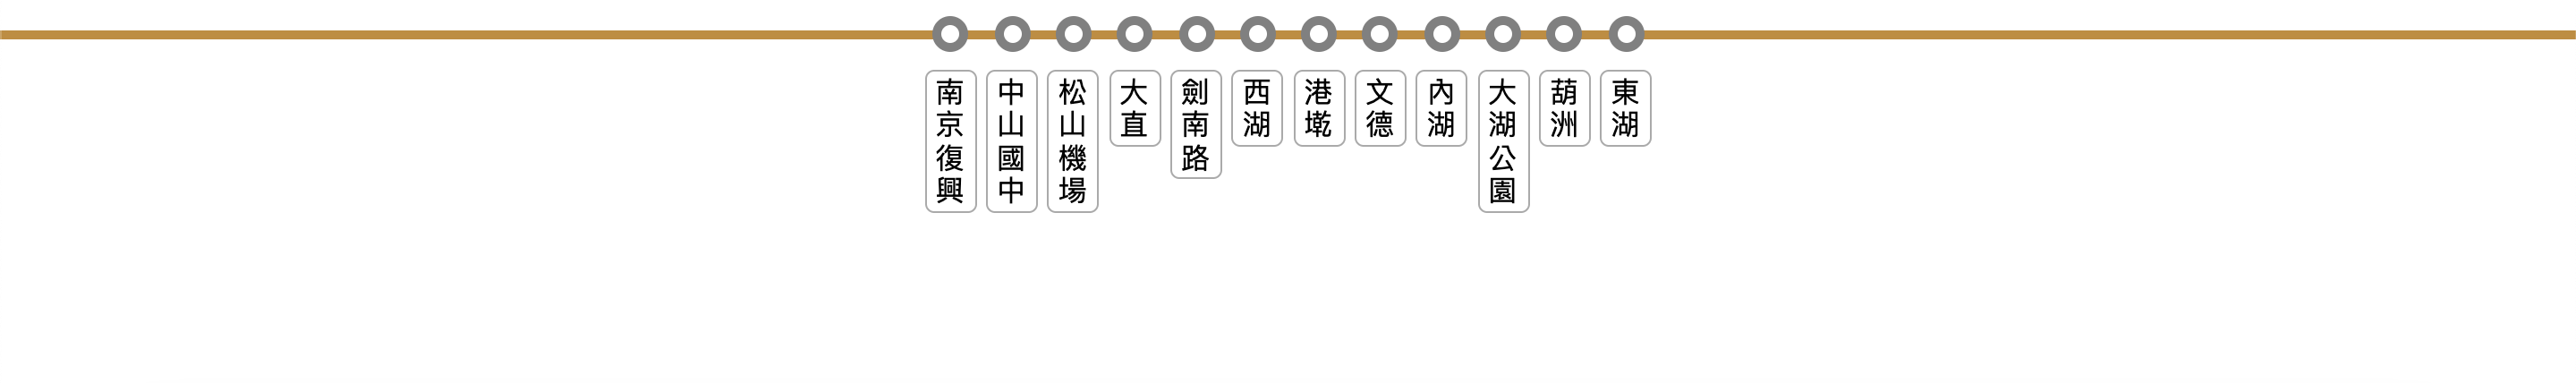 南京復興
中山國中
松山機場
大直
劍南路
西湖
港墘
文德
內湖
大湖公園
葫洲
東湖